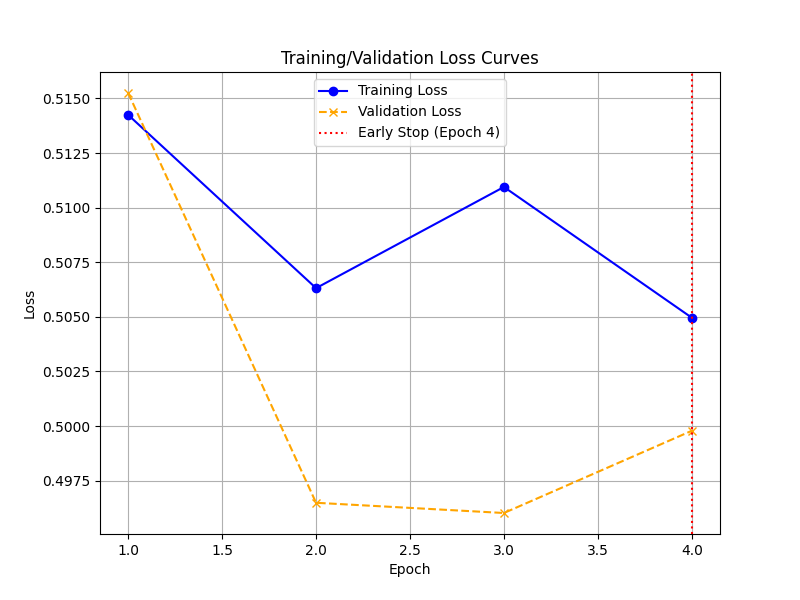 Training/Validation Loss Curves
Training Loss
Validation Loss
Early Stop (Epoch 4)
0.5150
0.5125
0.5100
0.5075
0.5050
0.5025
0.5000
0.4975
Loss
1.0 1.5 2.0 2.5 3.0 3.5 4.0
Epoch